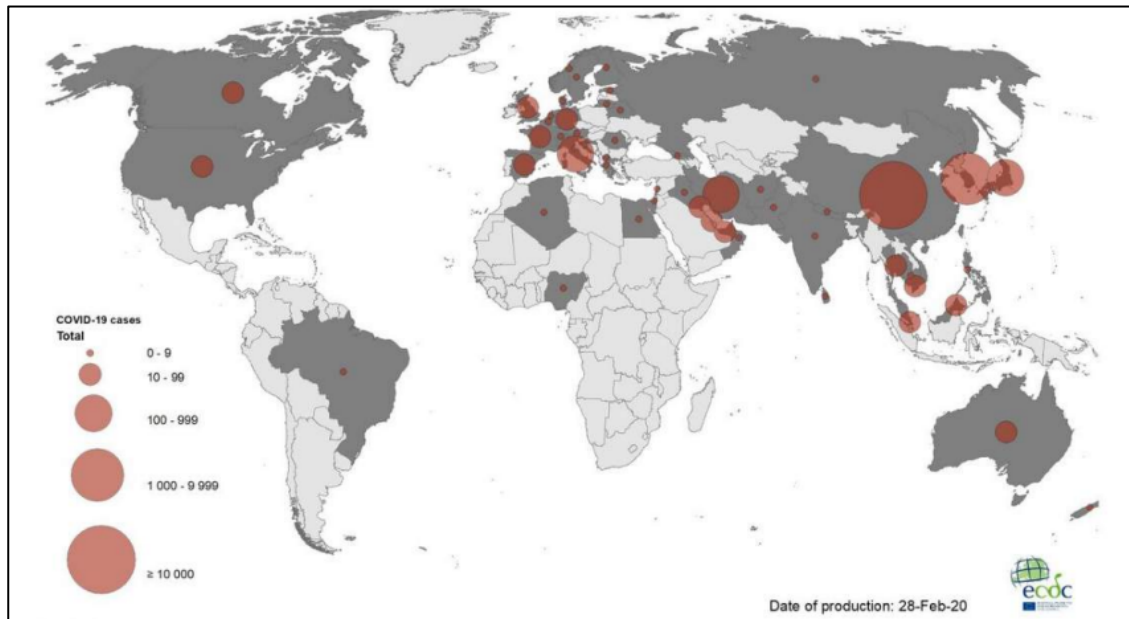 COVID-19 cases
Total
0 - 9
10 - 99
100 - 999
1 000 - 9 999
≥ 10 000
ecdc
Date of production: 28-Feb-20